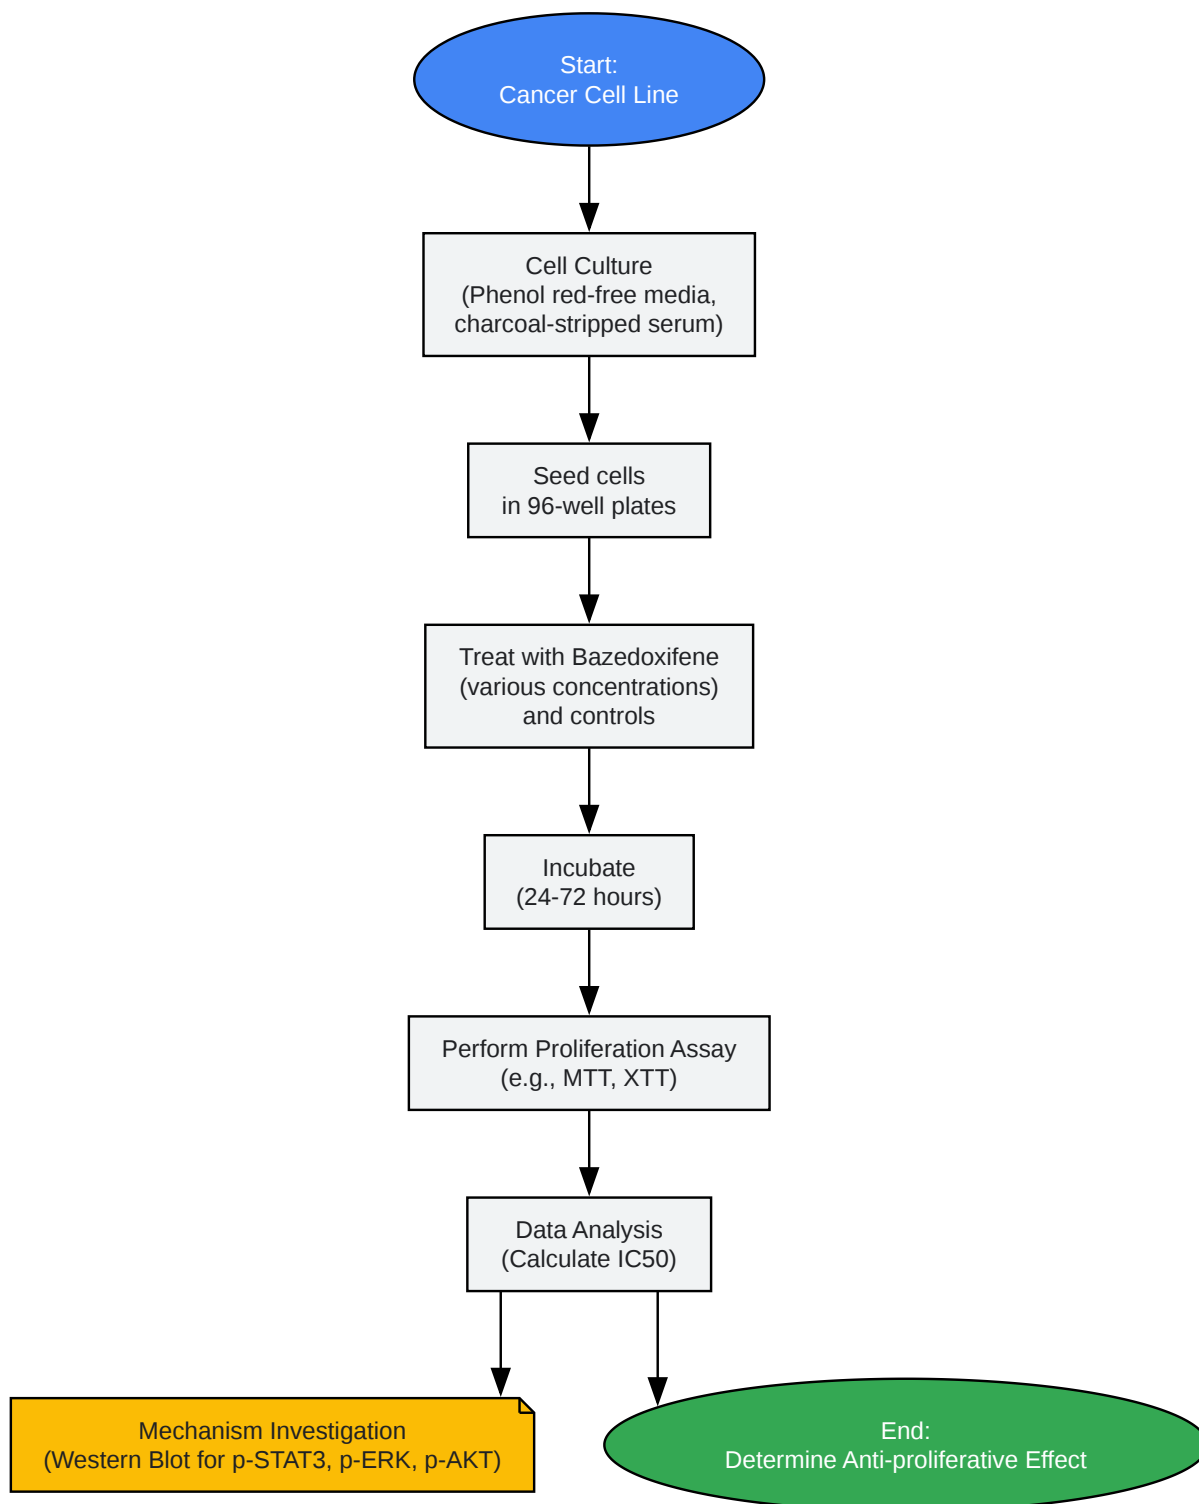 Start:
Cancer Cell Line
Cell Culture
(Phenol red-free media,
charcoal-stripped serum)
Seed cells
in 96-well plates
Treat with Bazedoxifene
(various concentrations)
and controls
Incubate
(24-72 hours)
Perform Proliferation Assay
(e.g., MTT, XTT)
Data Analysis
(Calculate IC50)
Mechanism Investigation
(Western Blot for p-STAT3, p-ERK, p-AKT)
End:
Determine Anti-proliferative Effect